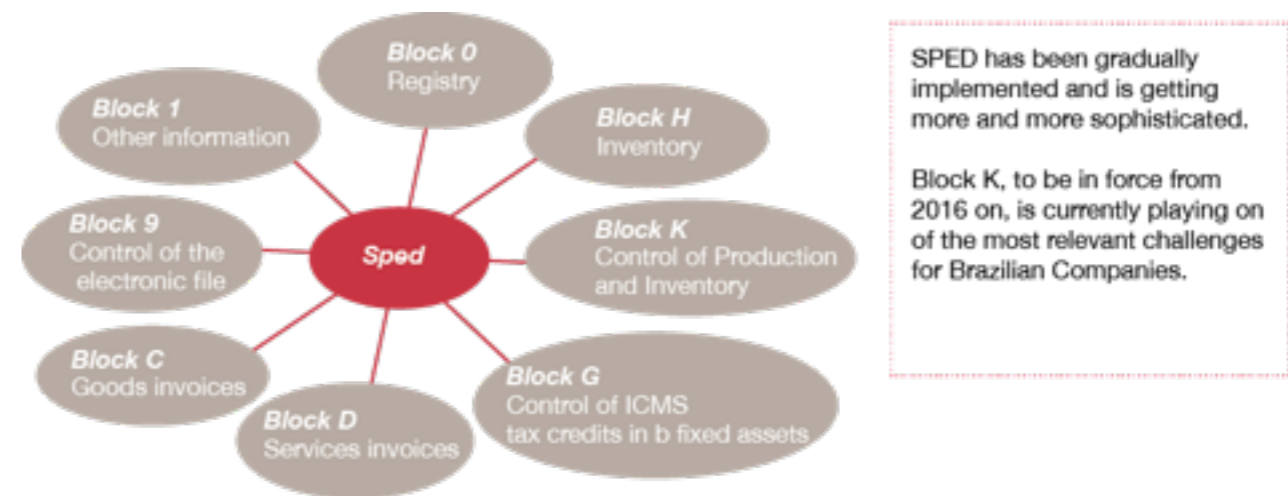 Block 0
Registry
Block 1
Other information
Block H
Inventory
Block 9
Control of the
electronic file
Sped
Block K
Control of Production
and Inventory
Block C
Goods invoices
Block D
Services invoices
Block G
Control of ICMS
tax credits in b fixed assets
SPED has been gradually
implemented and is getting
more and more sophisticated.
Block K, to be in force from
2016 on, is currently playing on
of the most relevant challenges
for Brazilian Companies.